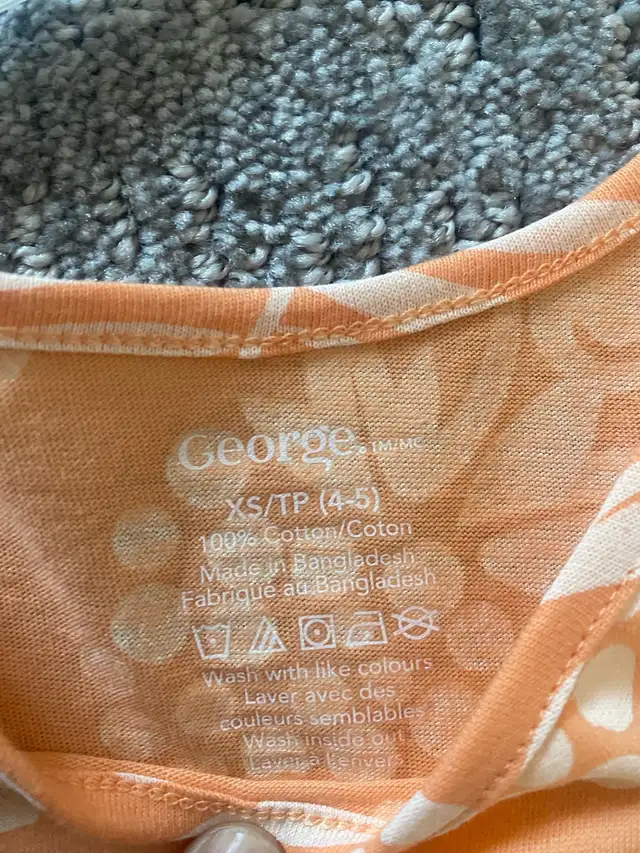 George. TM/MC
XS/TP (4-5)
100% Cotton/Coton
Made in Bangladesh
Fabrique au Bangladesh
Wash with like colours
Laver avec des
couleurs semblables
Wash inside out
Laver à l'envers